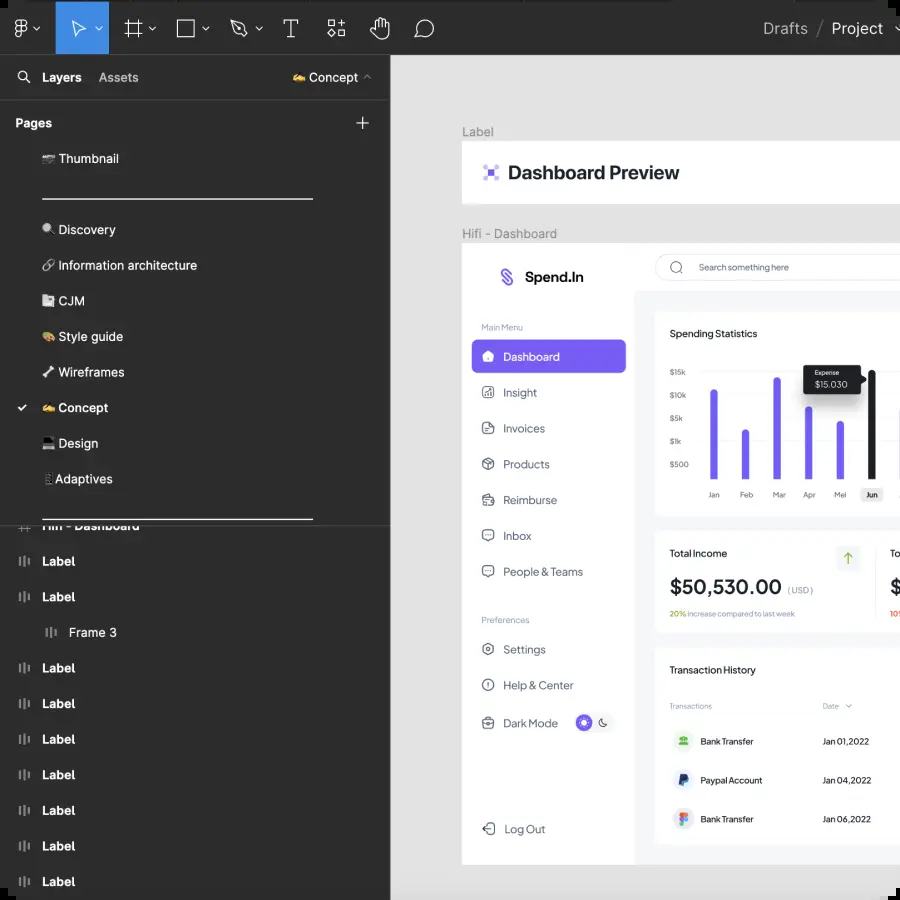 Drafts / Project
Layers Assets ✍️ Concept
Pages
Thumbnail
Discovery
Information architecture
CJM
Style guide
Wireframes
Concept
Design
Adaptives
Hifi - Dashboard
Label
Label
Frame 3
Label
Label
Label
Label
Label
Label
Label
Label
Dashboard Preview
Hifi - Dashboard
Spend.In
Search something here
Main Menu
Dashboard
Insight
Invoices
Products
Reimburse
Inbox
People & Teams
Preferences
Settings
Help & Center
Dark Mode
Log Out
Spending Statistics
$15k
$10k
$5k
$1k
$500
Expense
$15.030
Jan Feb Mar Apr Mei Jun
Total Income
$50,530.00 (USD)
20% increase compared to last week
To
$
10%
Transaction History
Transactions Date
Bank Transfer Jan 01,2022
Paypal Account Jan 04,2022
Bank Transfer Jan 06,2022